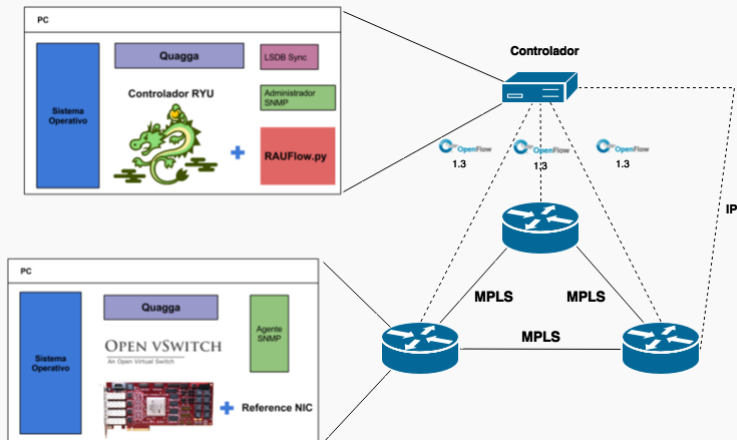 PC
Sistema
Operativo
Quagga
LSDB Sync
Controlador RYU
Administrador
SNMP
+
RAUFlow.py
Controlador
OpenFlow
1.3
OpenFlow
1.3
OpenFlow
1.3
IP
MPLS
MPLS
MPLS
PC
Sistema
Operativo
Quagga
Agente
SNMP
OPEN VSWITCH
An Open Virtual Switch
+ Reference NIC